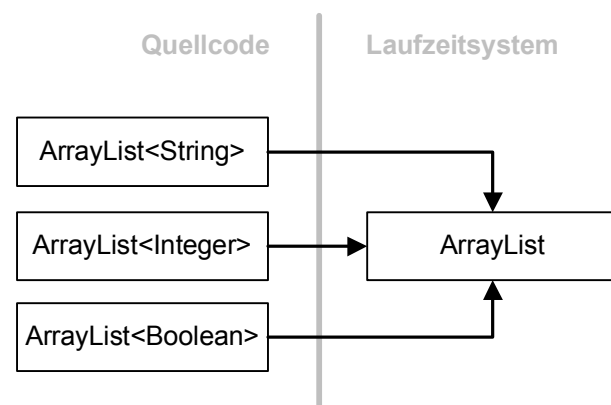 Quellcode
Laufzeitsystem
ArrayList<String>
ArrayList<Integer>
ArrayList
ArrayList<Boolean>